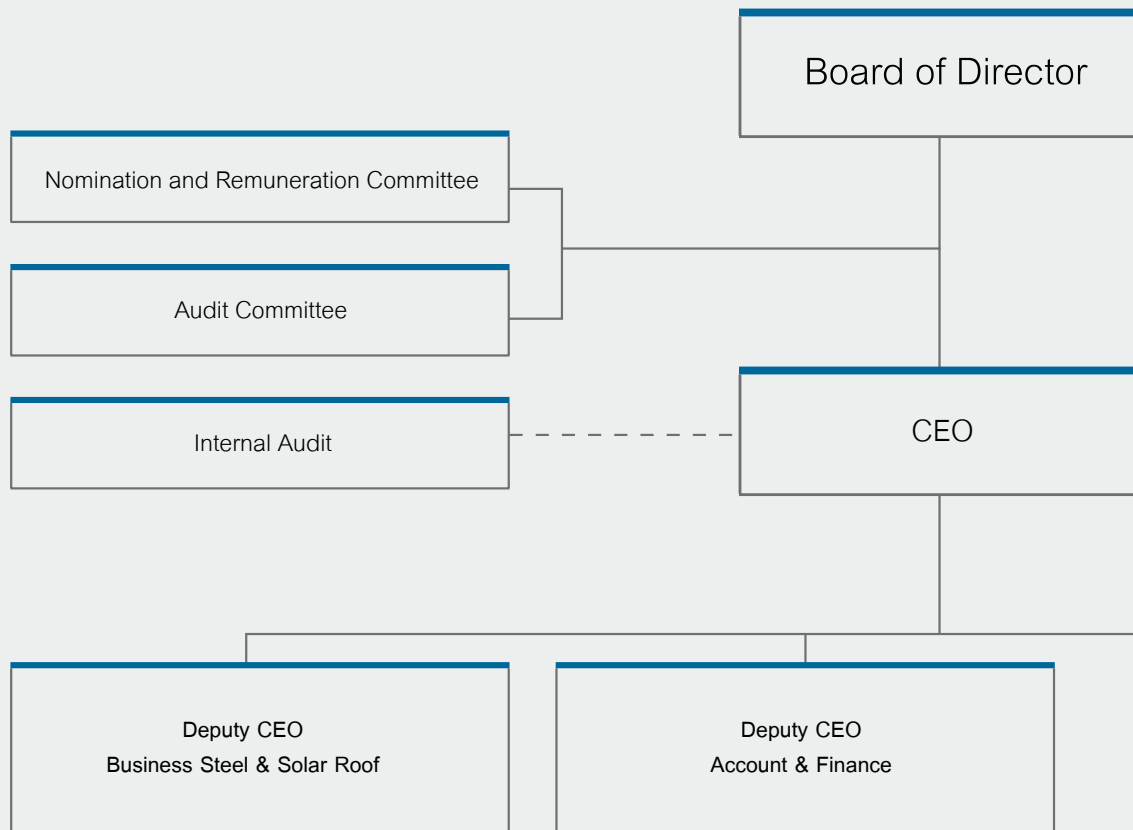 Board of Director
Nomination and Remuneration Committee
Audit Committee
Internal Audit
CEO
Deputy CEO
Business Steel & Solar Roof
Deputy CEO
Account & Finance